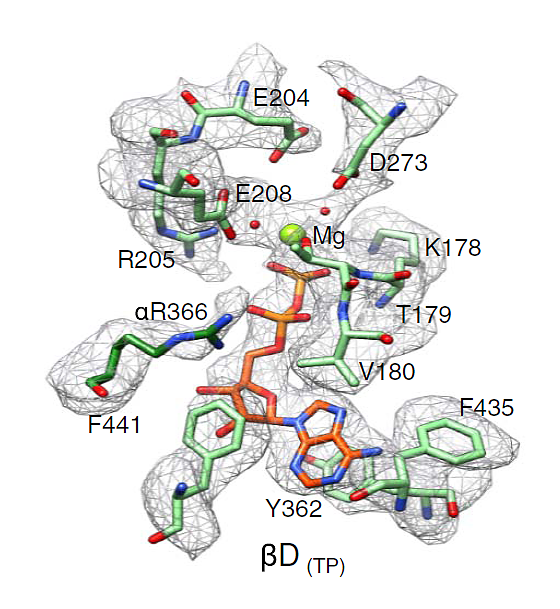 E204
D273
E208
Mg
K178
R205
αR366
T179
V180
F441
F435
Y362
βD (TP)